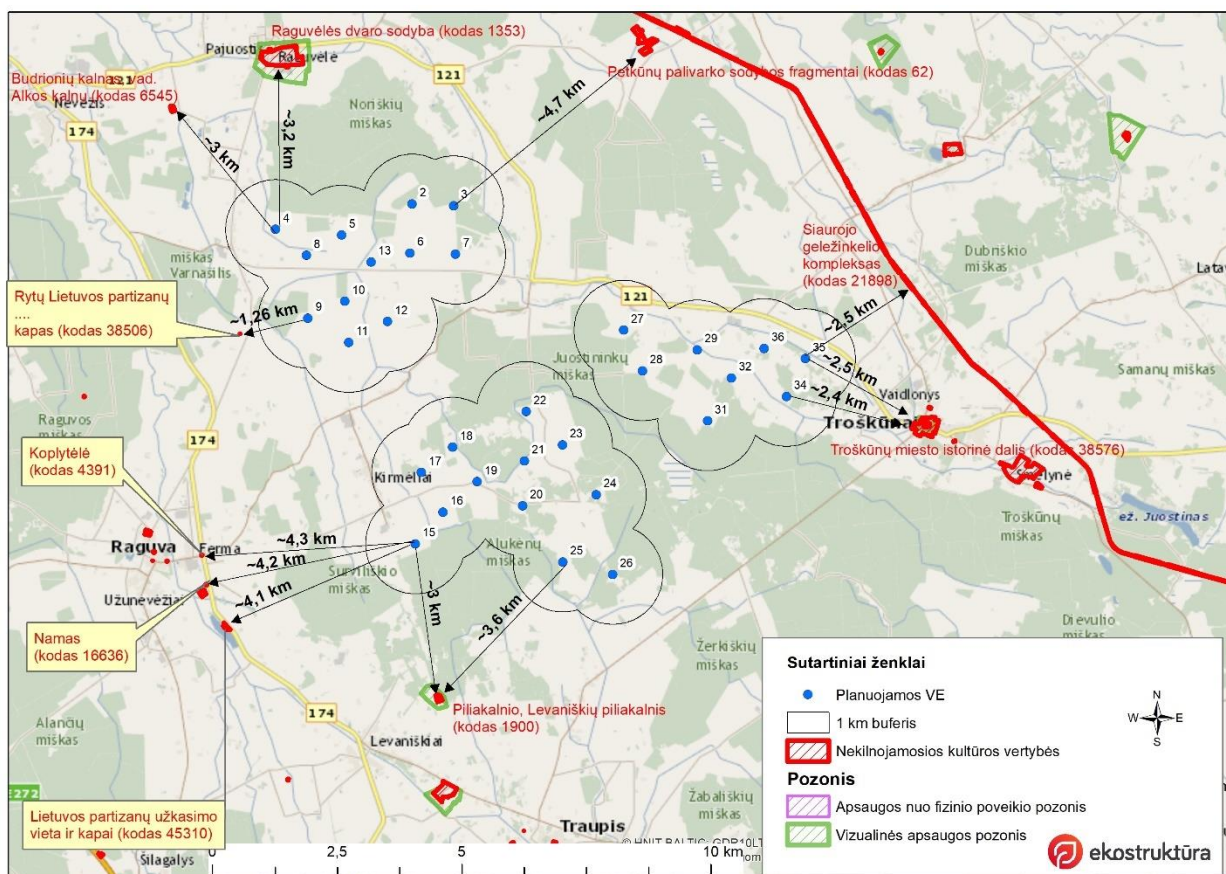 Raguvėlės dvaro sodyba (kodas 1353)
Pajuostis
Raguvėlė
121
Petkūnų palivarko sodybos fragmentai (kodas 62)
Budrionių kalnas, vad.
Alkos kalnu (kodas 6545)
121
Nevėžis
174
Noriškių
miškas
~4,7 km
~3,2 km
~3 km
2
3
4
5
6
7
8
13
Siaurojo
geležinkelio
kompleksas
(kodas 21898)
Dubriškio
miškas
Latava
miškas
Varnašilis
Rytų Lietuvos partizanų
....
kapas (kodas 38506)
~1,26 km
9
10
11
12
121
~2,5 km
27
28
29
36
35
32
34
31
~2,5 km
~2,4 km
Juostininkų
miškas
Samanų miškas
Vaidlonys
Troškūnai
Troškūnų miesto istorinė dalis (kodas 38576)
Smėlynė
Raguvos
miškas
174
22
18
23
17
21
19
Kirmėliai
24
16
20
15
Koplytėlė
(kodas 4391)
Troškūnų
miškas
ež. Juostinas
Raguva
Ferma
~4,3 km
~4,2 km
~4,1 km
Alukėnų
miškas
25
26
Surviliškio
miškas
Užunevėžiai
~3 km
~3,6 km
Namas
(kodas 16636)
Dievulio
miškas
Žerkiškių
miškas
Piliakalnio, Levaniškių piliakalnis
(kodas 1900)
Alančių
miškas
174
Levaniškiai
E272
Lietuvos partizanų užkasimo
vieta ir kapai (kodas 45310)
Šilagalys
Žabališkių
miškas
Traupis
0 2,5 5 10 km
Sutartiniai ženklai
Planuojamos VE
1 km buferis
Nekilnojamosios kultūros vertybės
Pozonis
Apsaugos nuo fizinio poveikio pozonis
Vizualinės apsaugos pozonis
N
W E
S
ekostruktūra